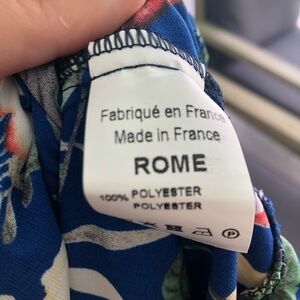 Fabriqué en France
Made in France
ROME
100% POLYESTER
POLYESTER
P